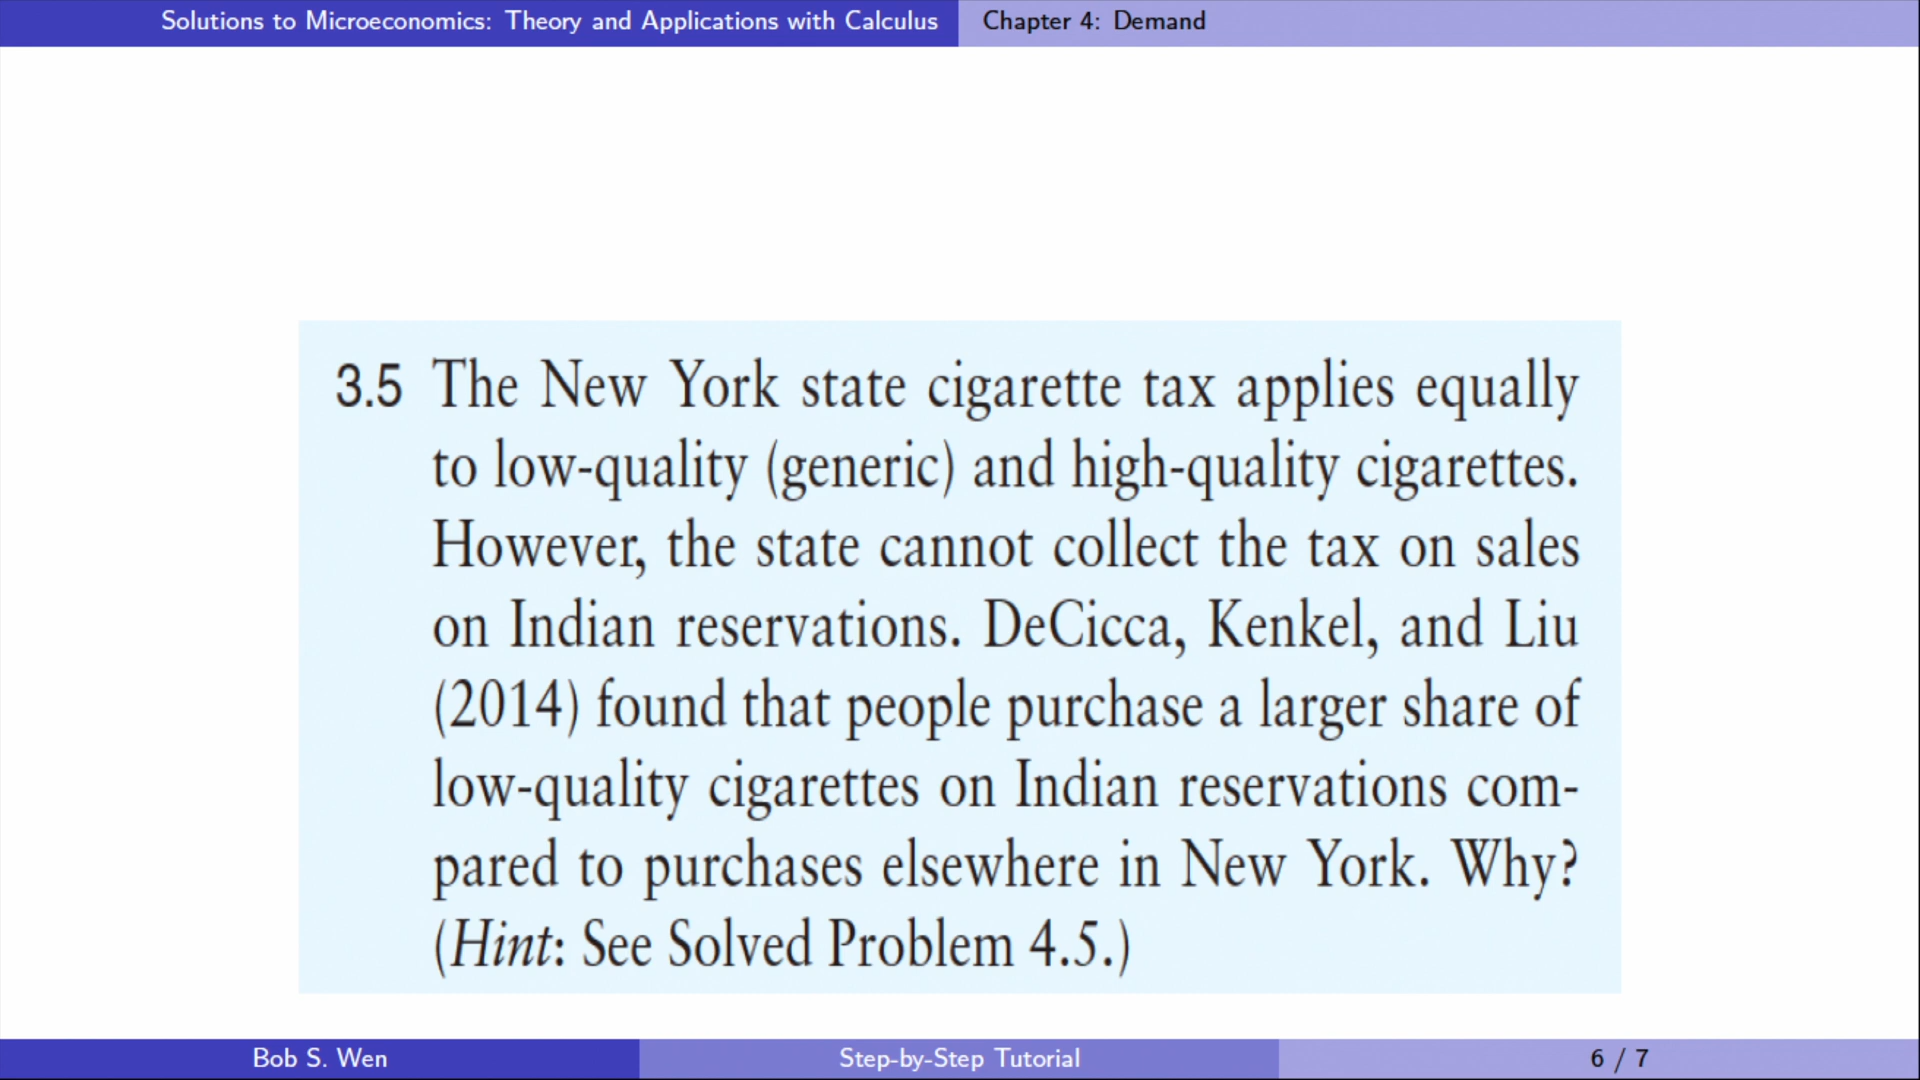 Solutions to Microeconomics: Theory and Applications with Calculus
Chapter 4: Demand
3.5 The New York state cigarette tax applies equally
to low-quality (generic) and high-quality cigarettes.
However, the state cannot collect the tax on sales
on Indian reservations. DeCicca, Kenkel, and Liu
(2014) found that people purchase a larger share of
low-quality cigarettes on Indian reservations com-
pared to purchases elsewhere in New York. Why?
(Hint: See Solved Problem 4.5.)
Bob S. Wen
Step-by-Step Tutorial
6 / 7